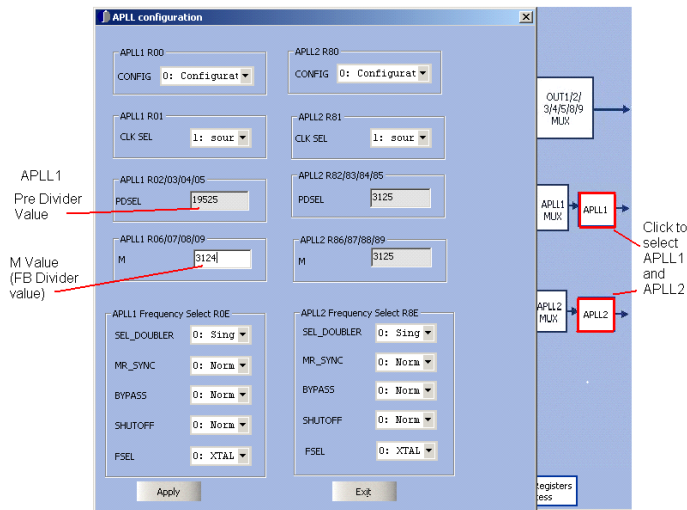 APLL configuration
APLL1 R00
CONFIG 0: Configurat
APLL2 R80
CONFIG 0: Configurat
APLL1 R01
CLK SEL 1: sour
APLL2 R81
CLK SEL 1: sour
APLL1 R02/03/04/05
PDSEL 19525
APLL2 R82/83/84/85
PDSEL 3125
APLL1 R06/07/08/09
M 3124
APLL2 R86/87/88/89
M 3125
APLL1 Frequency Select R0E
SEL_DOUBLER 0: Sing
MR_SYNC 0: Norm
BYPASS 0: Norm
SHUTOFF 0: Norm
FSEL 0: XTAL
APLL2 Frequency Select R8E
SEL_DOUBLER 0: Sing
MR_SYNC 0: Norm
BYPASS 0: Norm
SHUTOFF 0: Norm
FSEL 0: XTAL
Apply
Exit
APLL1
Pre Divider
Value
M Value
(FB Divider
value)
OUT1/2/
3/4/5/8/9
MUX
APLL1
MUX
APLL1
APLL2
MUX
APLL2
Click to
select
APLL1
and
APLL2